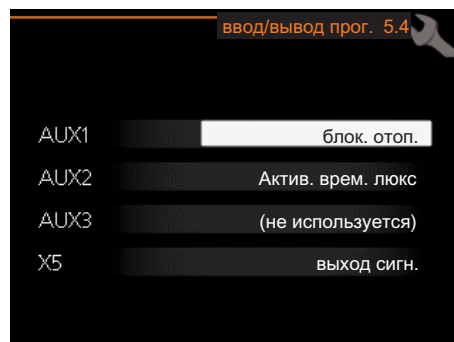 ввод/вывод прог. 5.4
AUX1 блок. отоп.
AUX2 Актив. врем. люкс
AUX3 (не используется)
X5 выход сигн.